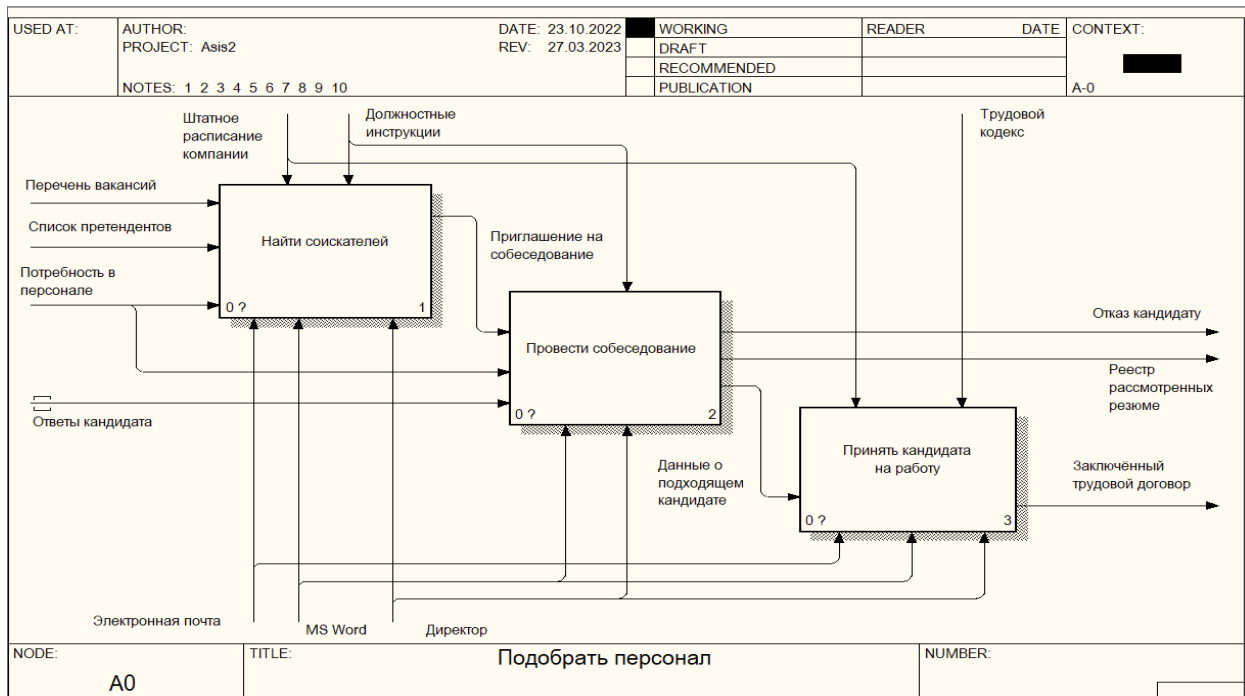 USED AT:
AUTHOR:
DATE: 23.10.2022
WORKING
READER
DATE
CONTEXT:
PROJECT: Asis2
REV: 27.03.2023
DRAFT
RECOMMENDED
NOTES: 1 2 3 4 5 6 7 8 9 10
PUBLICATION
A-0
Штатное
расписание
компании
Должностные
инструкции
Трудовой
кодекс
Перечень вакансий
Список претендентов
Потребность в
персонале
Найти соискателей
0 ?
1
Приглашение на
собеседование
Провести собеседование
0 ?
2
Отказ кандидату
Реестр
рассмотренных
резюме
Ответы кандидата
Данные о
подходящем
кандидате
Принять кандидата
на работу
0 ?
3
Заключённый
трудовой договор
Электронная почта
MS Word
Директор
NODE:
A0
TITLE:
Подобрать персонал
NUMBER: